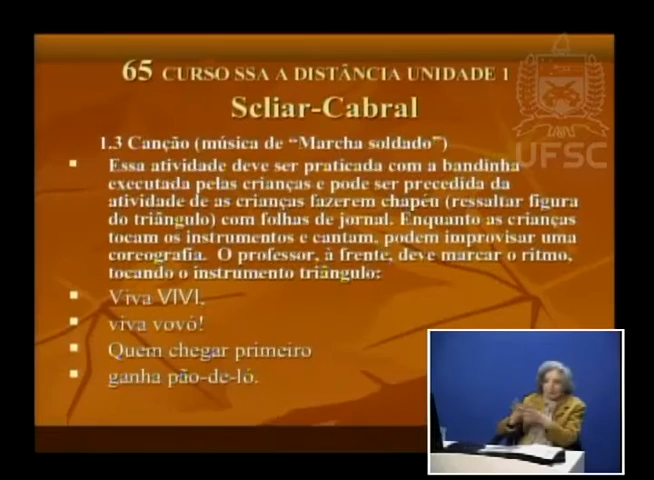 65 CURSO SSA A DISTÂNCIA UNIDADE 1
Scliar-Cabral
1.3 Canção (música de “Marcha soldado”)
Essa atividade deve ser praticada com a bandinha
executada pelas crianças e pode ser precedida da
atividade de as crianças fazerem chapéu (ressaltar figura
do triângulo) com folhas de jornal. Enquanto as crianças
tocam os instrumentos e cantam, podem improvisar uma
coreografia. O professor, à frente, deve marcar o ritmo,
tocando o instrumento triângulo:
Viva VIVI,
viva vovó!
Quem chegar primeiro
ganha pão-de-ló.
UFSC